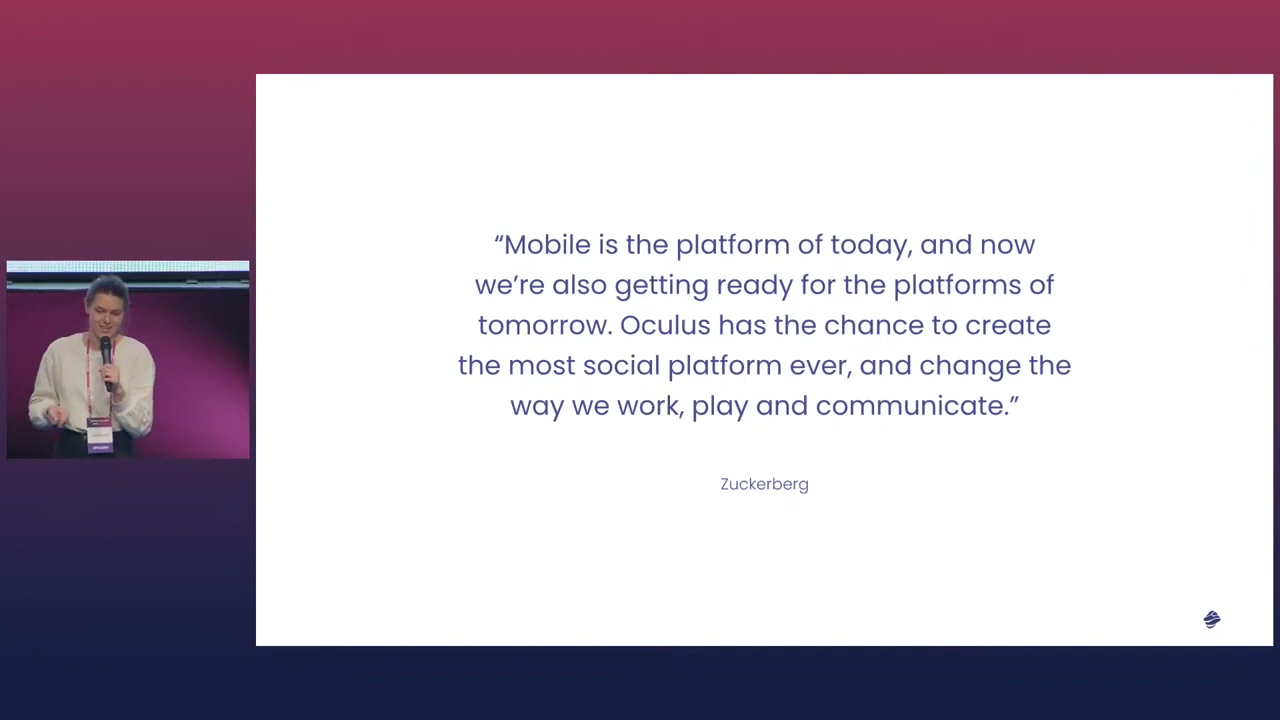 “Mobile is the platform of today, and now
we’re also getting ready for the platforms of
tomorrow. Oculus has the chance to create
the most social platform ever, and change the
way we work, play and communicate.”
Zuckerberg